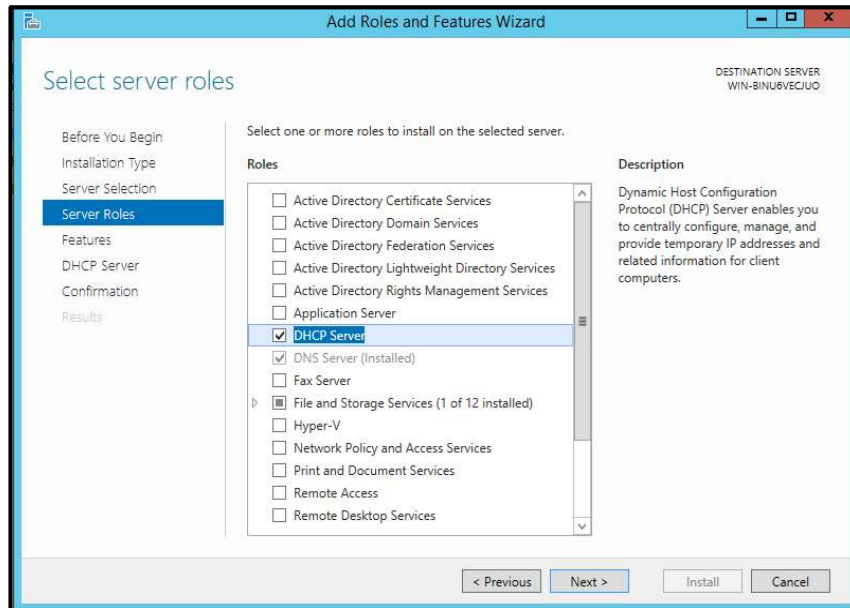 Add Roles and Features Wizard
Select server roles
DESTINATION SERVER
WIN-BINU6VECJUO
Before You Begin
Installation Type
Server Selection
Server Roles
Features
DHCP Server
Confirmation
Results
Select one or more roles to install on the selected server.
Roles
Active Directory Certificate Services
Active Directory Domain Services
Active Directory Federation Services
Active Directory Lightweight Directory Services
Active Directory Rights Management Services
Application Server
DHCP Server
DNS Server (Installed)
Fax Server
File and Storage Services (1 of 12 installed)
Hyper-V
Network Policy and Access Services
Print and Document Services
Remote Access
Remote Desktop Services
Description
Dynamic Host Configuration
Protocol (DHCP) Server enables you
to centrally configure, manage, and
provide temporary IP addresses and
related information for client
computers.
< Previous
Next >
Install
Cancel